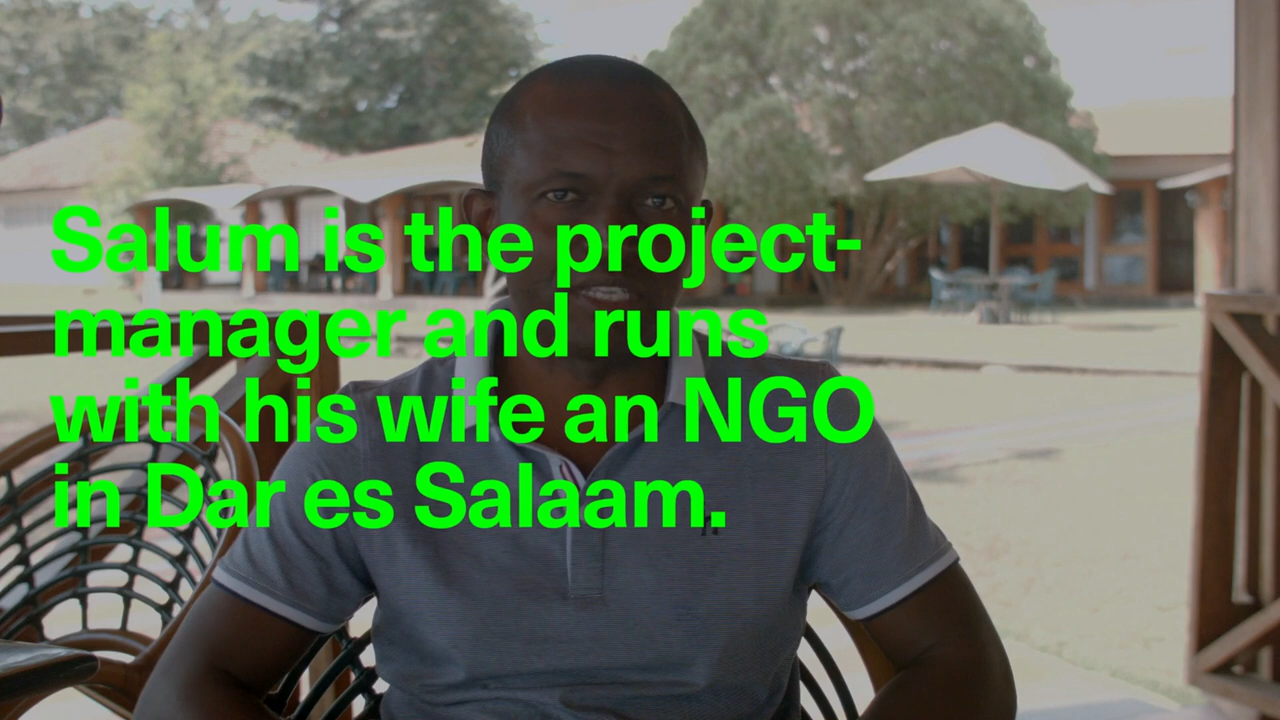 Salum is the project-
manager and runs
with his wife an NGO
in Dar es Salaam.